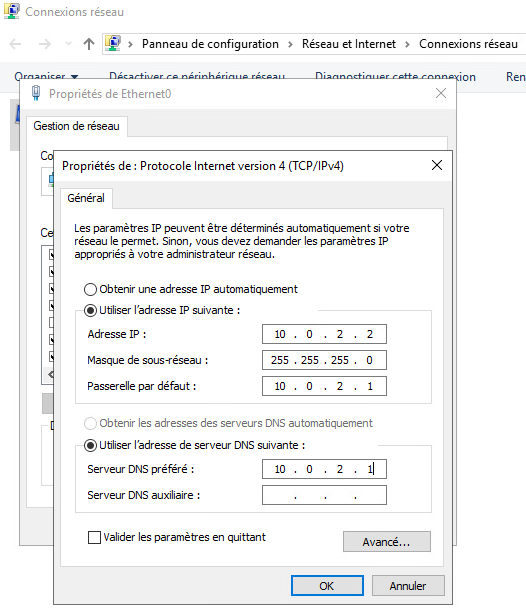 Connexions réseau
Panneau de configuration > Réseau et Internet > Connexions réseau
Organiser Désactiver ce périphérique réseau Diagnostiquer cette connexion
Propriétés de Ethernet0
Gestion de réseau
Propriétés de : Protocole Internet version 4 (TCP/IPv4)
Général
Les paramètres IP peuvent être déterminés automatiquement si votre
réseau le permet. Sinon, vous devez demander les paramètres IP
appropriés à votre administrateur réseau.
Obtenir une adresse IP automatiquement
Utiliser l'adresse IP suivante :
Adresse IP : 10 . 0 . 2 . 2
Masque de sous-réseau : 255 . 255 . 255 . 0
Passerelle par défaut : 10 . 0 . 2 . 1
Obtenir les adresses des serveurs DNS automatiquement
Utiliser l'adresse de serveur DNS suivante :
Serveur DNS préféré : 10 . 0 . 2 . 1
Serveur DNS auxiliaire : . . .
Valider les paramètres en quittant
Avancé...
OK Annuler